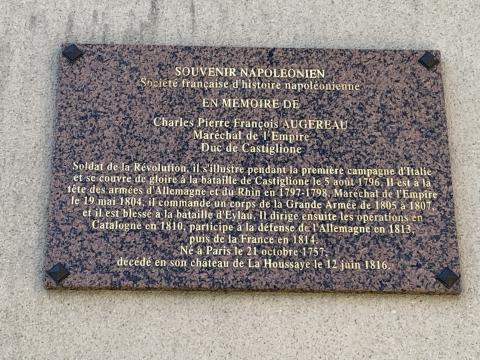 SOUVENIR NAPOLÉONIEN
Société française d'histoire napoléonienne
EN MÉMOIRE DE
Charles Pierre François AUGEREAU
Maréchal de l'Empire
Duc de Castiglione
Soldat de la Révolution, il s'illustre pendant la première campagne d'Italie
et se couvre de gloire à la bataille de Castiglione le 5 août 1796. Il est à la
tête des armées d'Allemagne et du Rhin en 1797-1798. Maréchal de l'Empire
le 19 mai 1804, il commande un corps de la Grande Armée de 1805 à 1807,
et il est blessé à la bataille d'Eylau. Il dirige ensuite les opérations en
Catalogne en 1810, participe à la défense de l'Allemagne en 1813,
puis de la France en 1814.
Né à Paris le 21 octobre 1757,
décédé en son château de La Houssaye le 12 juin 1816.